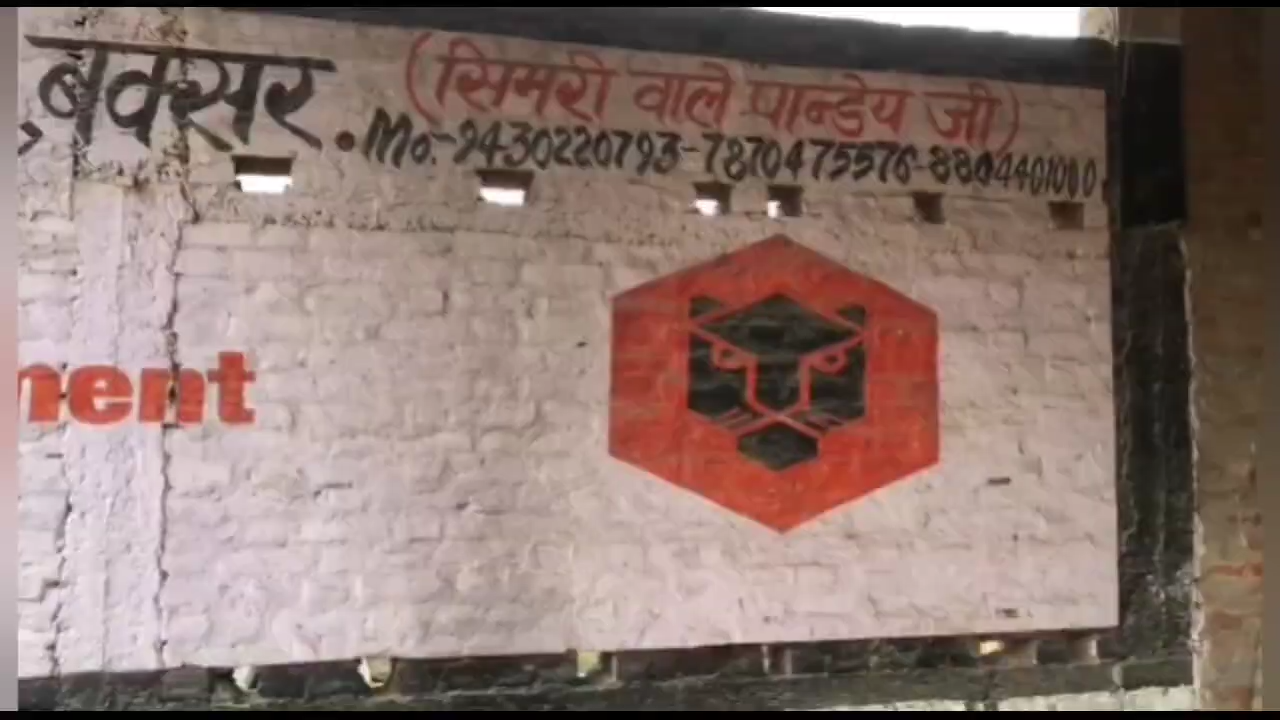 ,बक्सर. (सिमरी वाले पान्डेय जी)
Mo.-9430220793-7870475576-8804401000.
ment